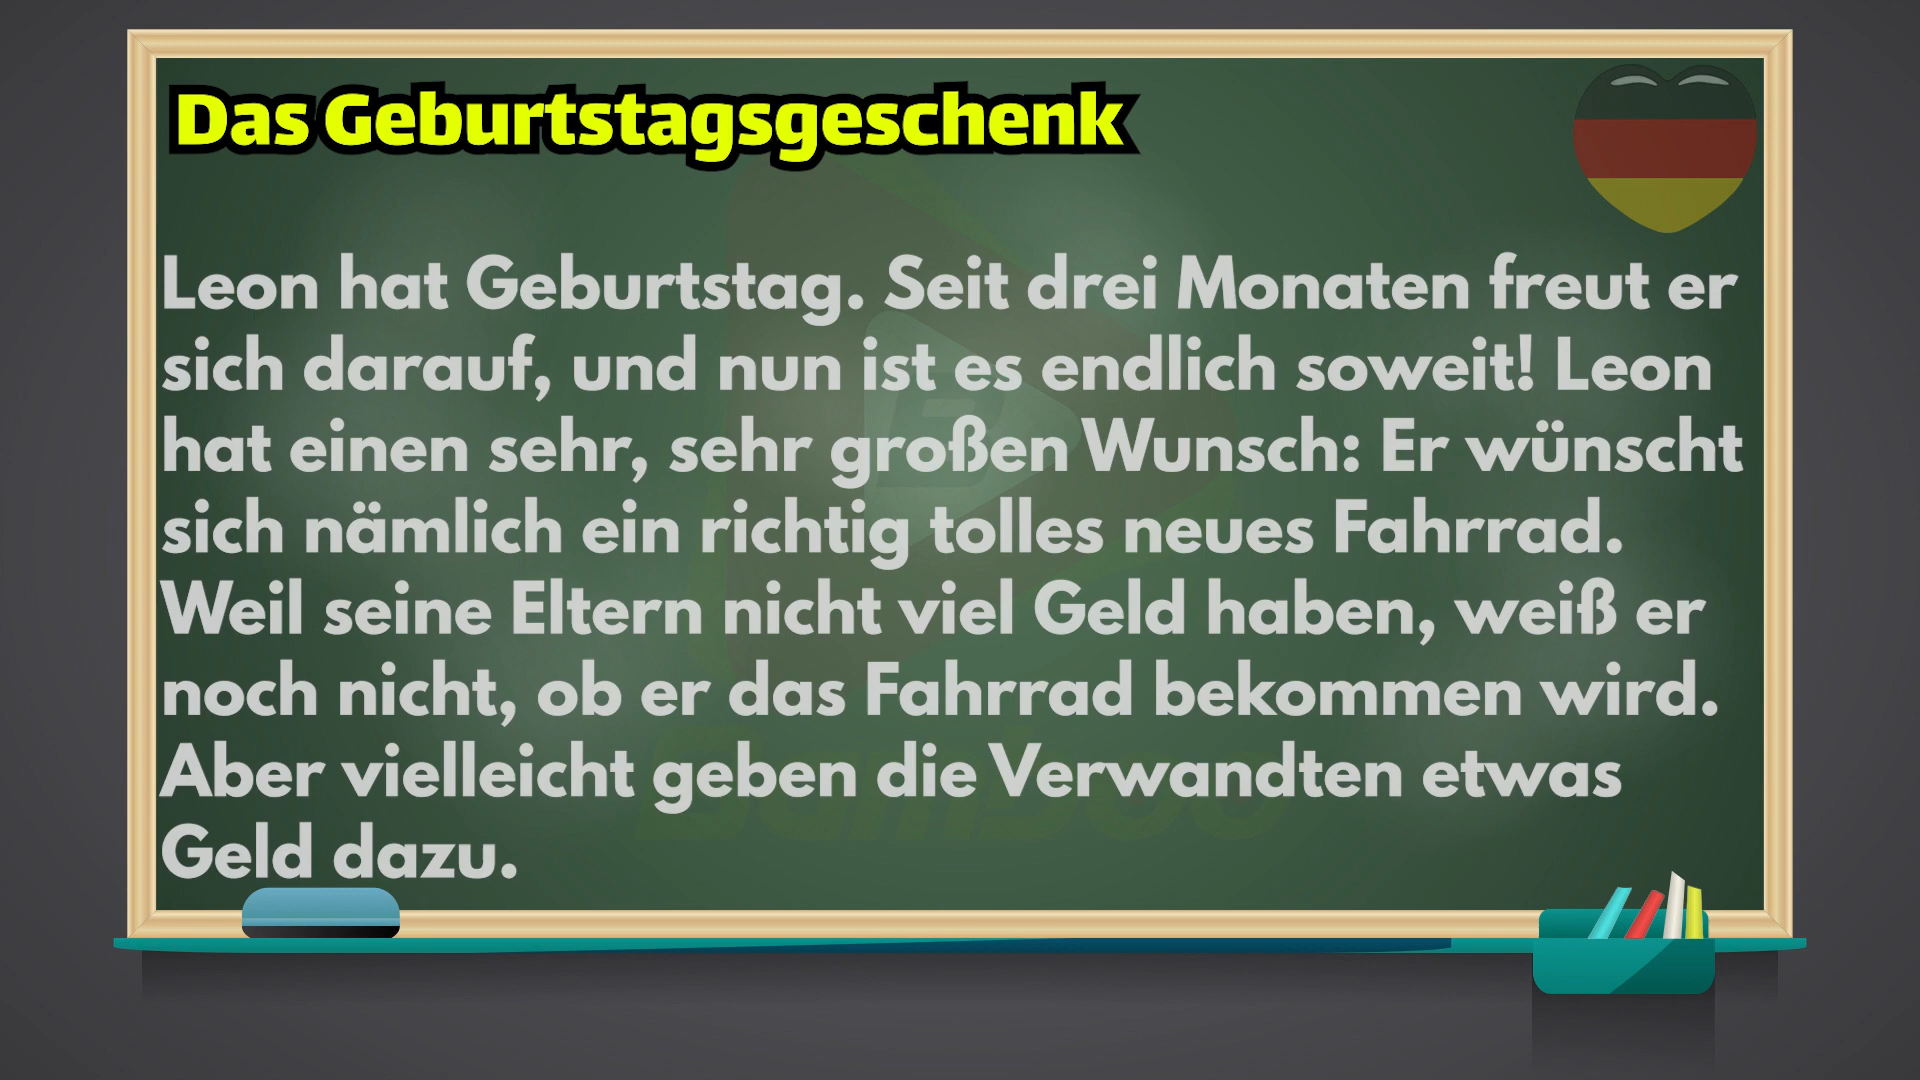 Das Geburtstagsgeschenk
Leon hat Geburtstag. Seit drei Monaten freut er
sich darauf, und nun ist es endlich soweit! Leon
hat einen sehr, sehr großen Wunsch: Er wünscht
sich nämlich ein richtig tolles neues Fahrrad.
Weil seine Eltern nicht viel Geld haben, weiß er
noch nicht, ob er das Fahrrad bekommen wird.
Aber vielleicht geben die Verwandten etwas
Geld dazu.